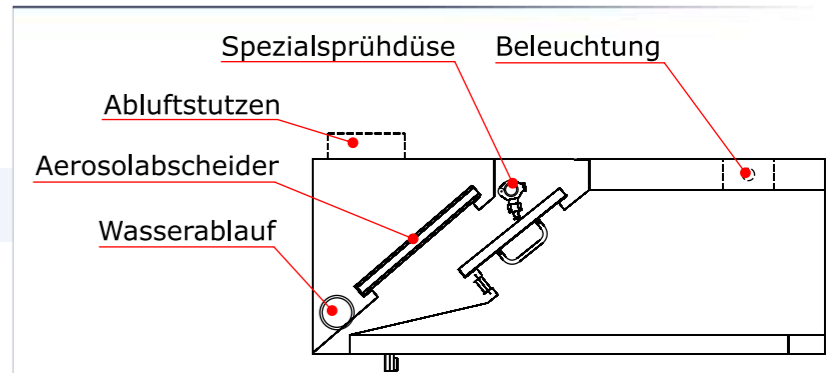 Spezialsprühdüse
Beleuchtung
Abluftstutzen
Aerosolabscheider
Wasserablauf